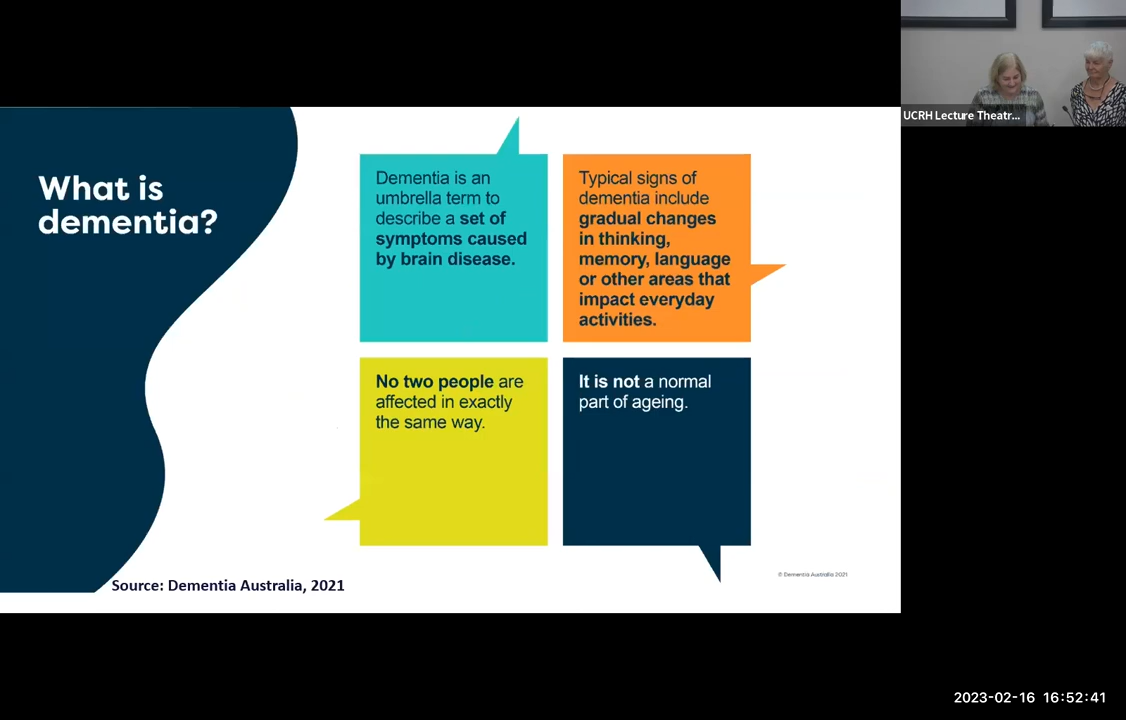 What is
dementia?
Dementia is an
umbrella term to
describe a set of
symptoms caused
by brain disease.
Typical signs of
dementia include
gradual changes
in thinking,
memory, language
or other areas that
impact everyday
activities.
No two people are
affected in exactly
the same way.
It is not a normal
part of ageing.
© Dementia Australia 2021
Source: Dementia Australia, 2021
UCRH Lecture Theatr...
2023-02-16 16:52:41